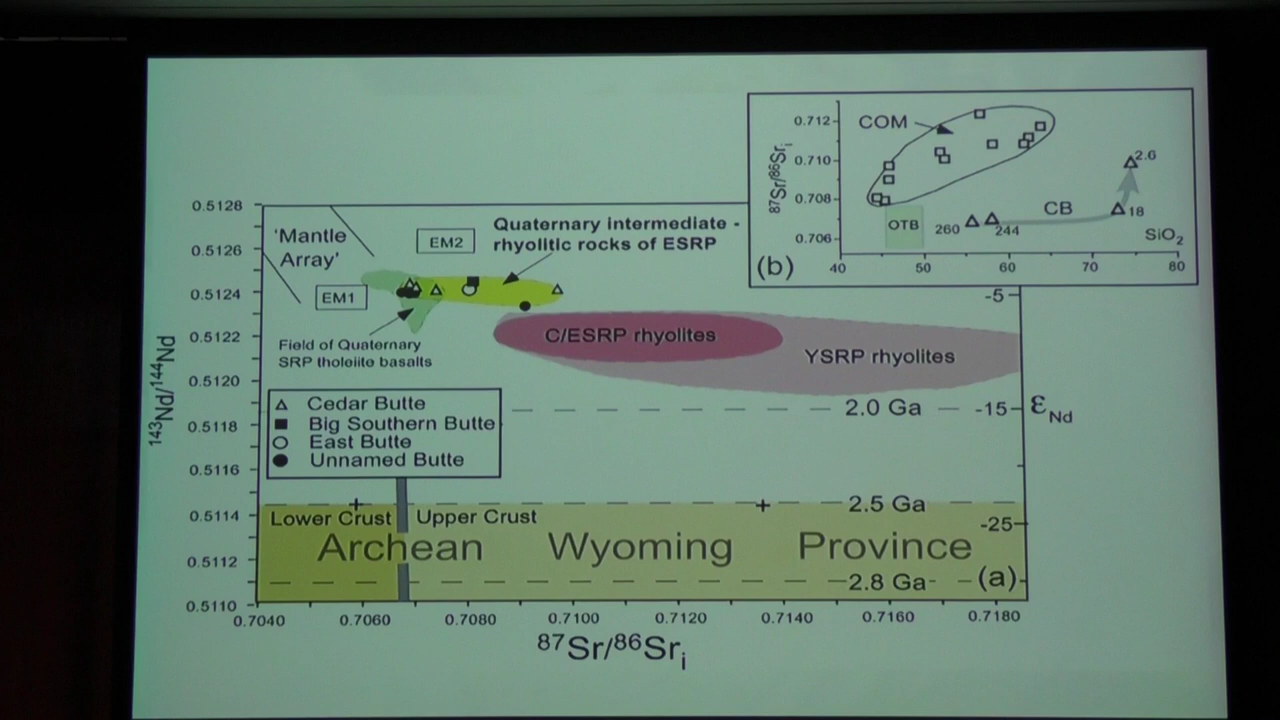 0.712
COM
2.6
0.710
87Sr/86Sri
0.708
CB
18
OTB
260
244
SiO2
0.706
(b)
40
50
60
70
80
0.5128
Quaternary intermediate -
rhyolitic rocks of ESRP
'Mantle
Array'
EM2
0.5126
0.5124
EM1
-5
0.5122
C/ESRP rhyolites
Field of Quaternary
SRP tholeiite basalts
YSRP rhyolites
0.5120
143Nd/144Nd
Cedar Butte
Big Southern Butte
East Butte
Unnamed Butte
2.0 Ga
-15
εNd
0.5118
0.5116
2.5 Ga
0.5114
Lower Crust
Upper Crust
-25
Archean Wyoming Province
0.5112
2.8 Ga
(a)
0.5110
0.7040
0.7060
0.7080
0.7100
0.7120
0.7140
0.7160
0.7180
87Sr/86Sri